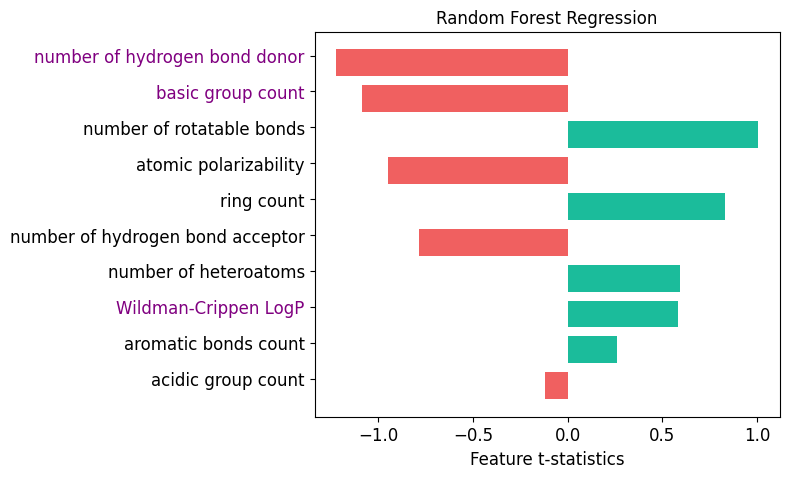 Random Forest Regression
number of hydrogen bond donor
basic group count
number of rotatable bonds
atomic polarizability
ring count
number of hydrogen bond acceptor
number of heteroatoms
Wildman-Crippen LogP
aromatic bonds count
acidic group count
−1.0 −0.5 0.0 0.5 1.0
Feature t-statistics